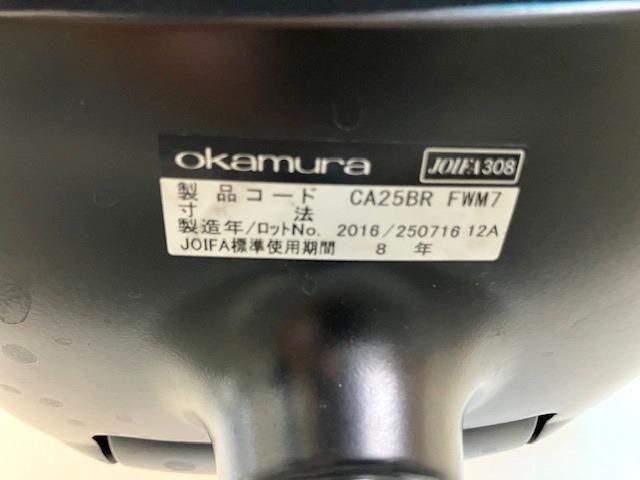 okamura JOIFA308
製品コード CA25BR FWM7
寸法
製造年/ロットNo. 2016/250716 12A
JOIFA標準使用期間 8 年